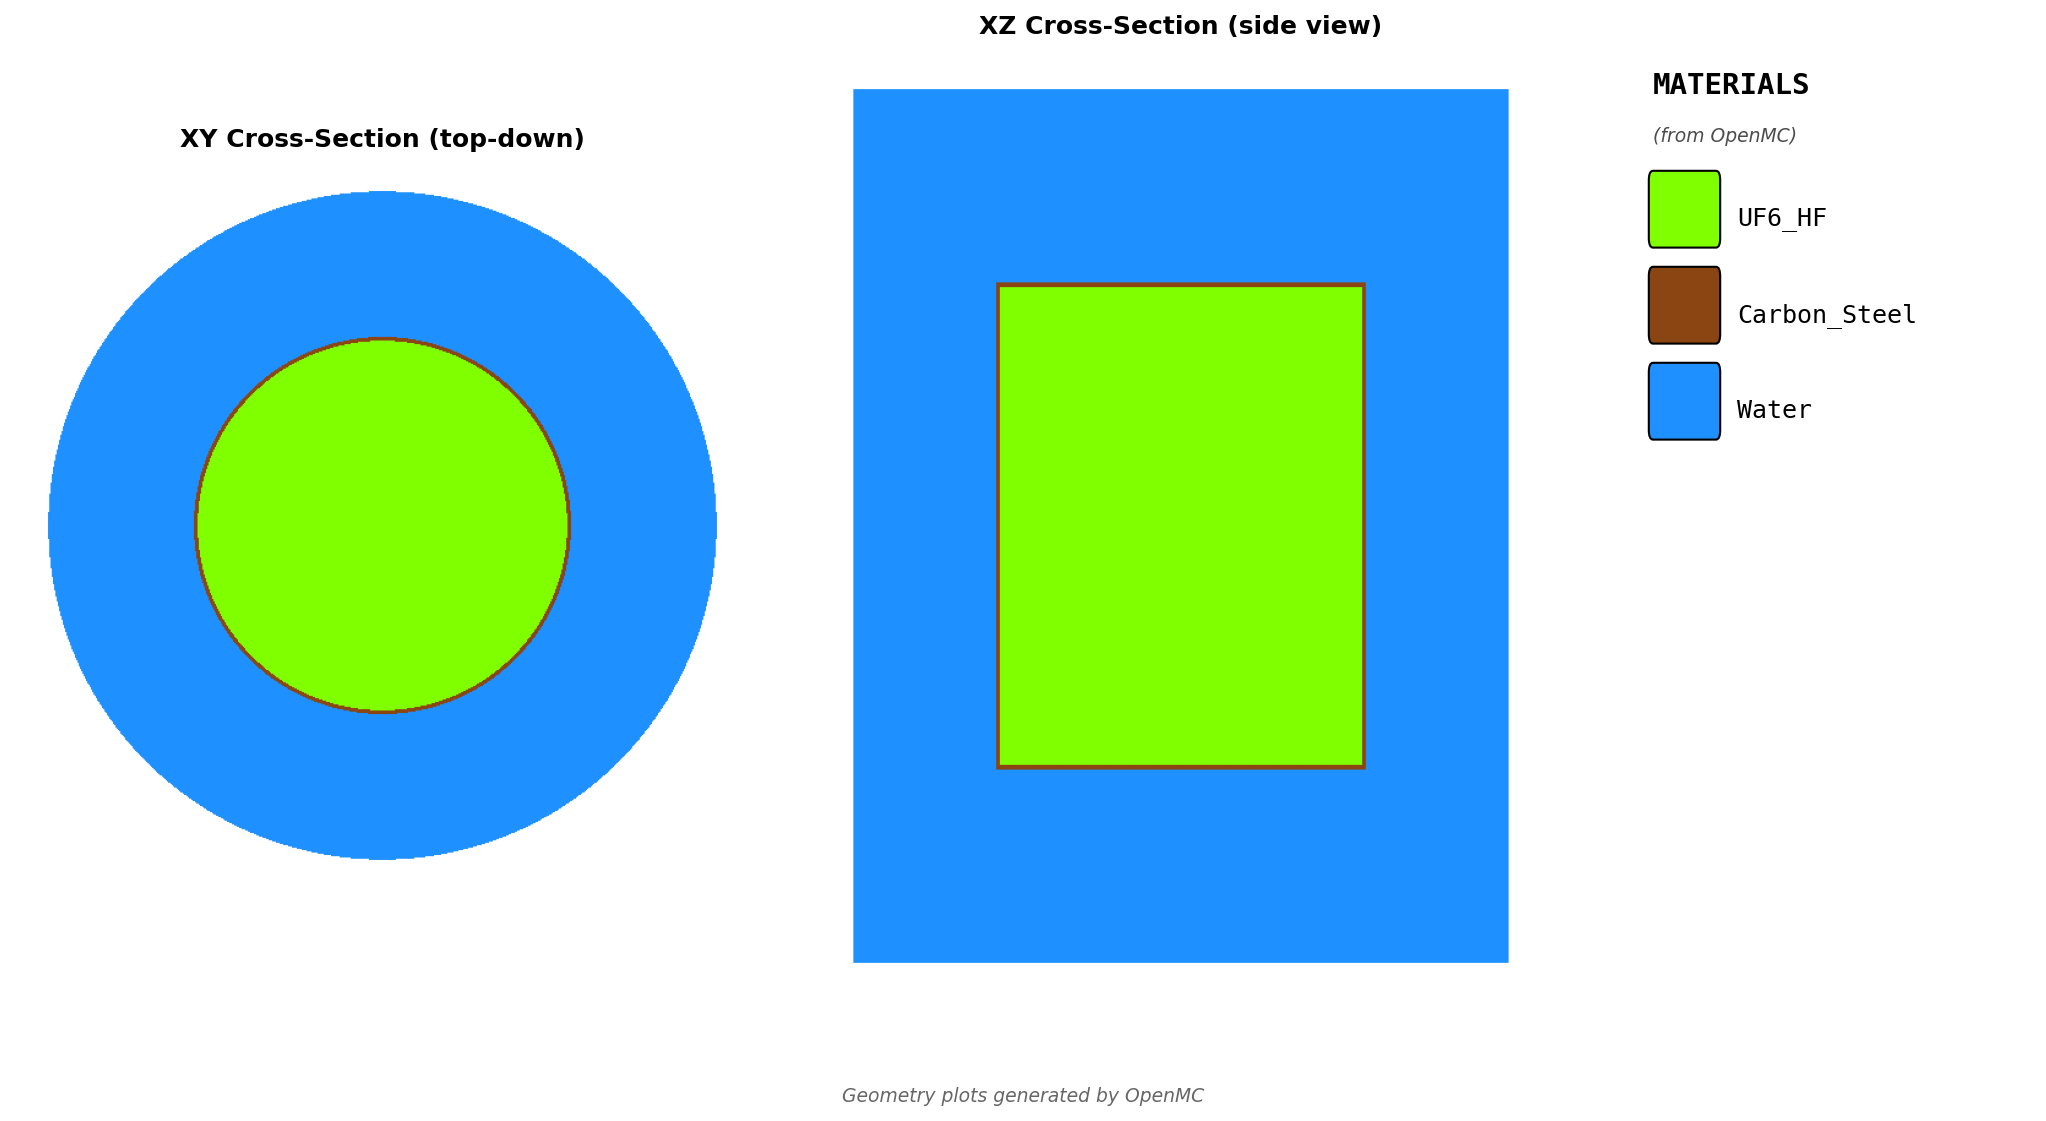 XY Cross-Section (top-down)
XZ Cross-Section (side view)
MATERIALS
(from OpenMC)
UF6_HF
Carbon_Steel
Water
Geometry plots generated by OpenMC